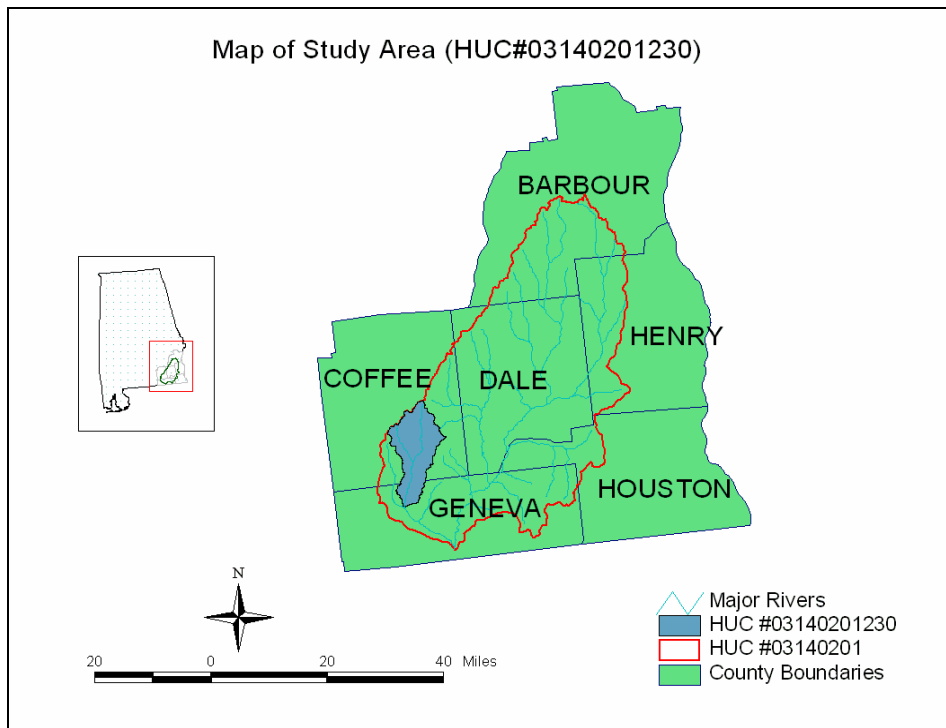 Map of Study Area (HUC#03140201230)
BARBOUR
HENRY
COFFEE
DALE
HOUSTON
GENEVA
N
Major Rivers
HUC #03140201230
HUC #03140201
County Boundaries
20 0 20 40 Miles